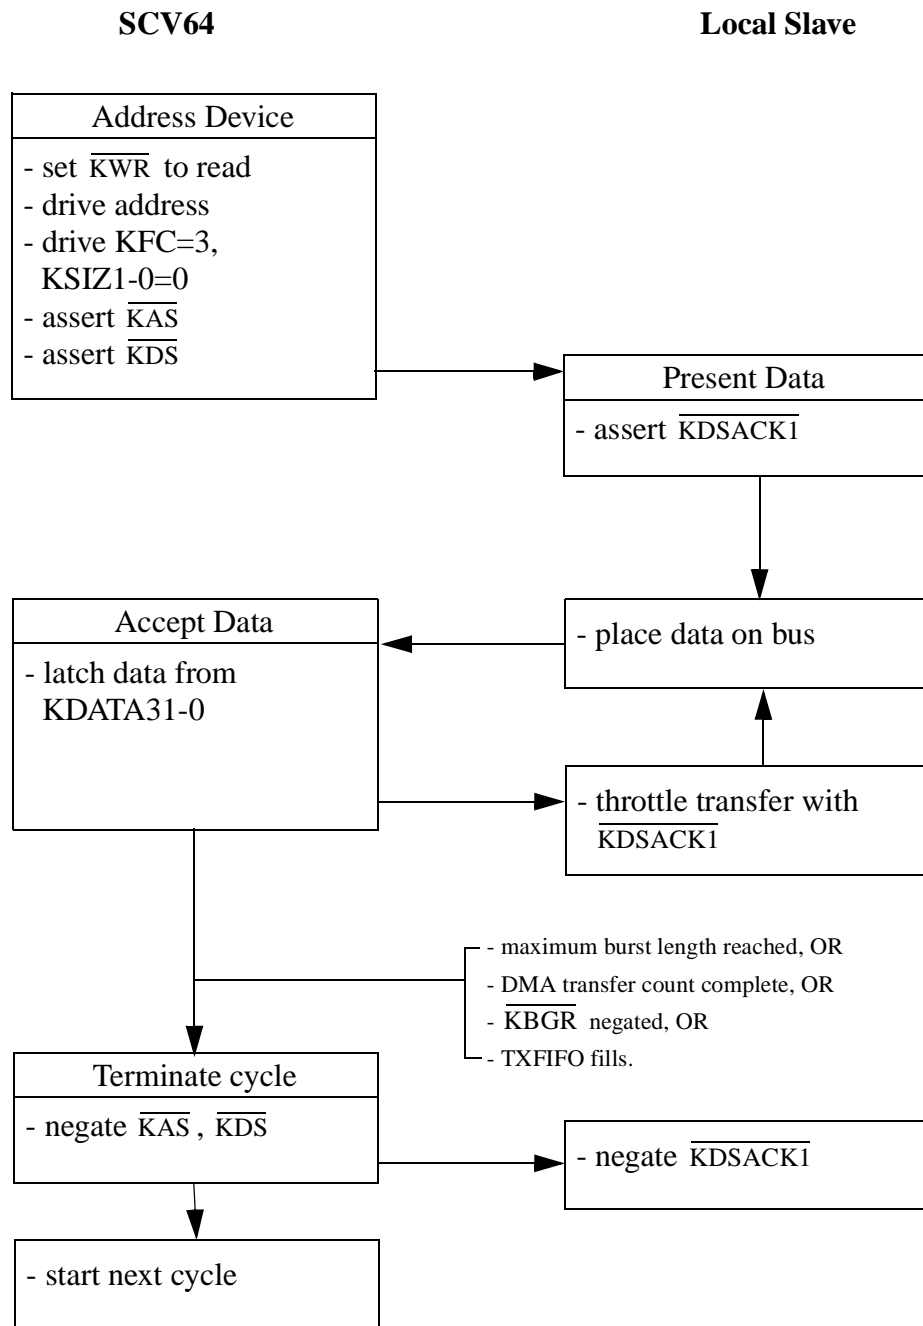 SCV64
Local Slave
Address Device
- set KWR to read
- drive address
- drive KFC=3,
KSIZ1-0=0
- assert KAS
- assert KDS
Present Data
- assert KDSACK1
Accept Data
- latch data from
KDATA31-0
- place data on bus
- throttle transfer with
KDSACK1
- maximum burst length reached, OR
- DMA transfer count complete, OR
- KBGR negated, OR
- TXFIFO fills.
Terminate cycle
- negate KAS , KDS
- negate KDSACK1
- start next cycle